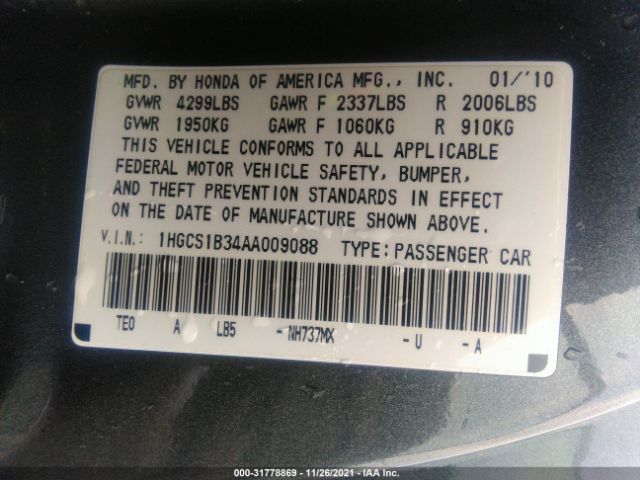 MFD. BY HONDA OF AMERICA MFG., INC. 01/'10
GVWR 4299LBS GAWR F 2337LBS R 2006LBS
GVWR 1950KG GAWR F 1060KG R 910KG
THIS VEHICLE CONFORMS TO ALL APPLICABLE
FEDERAL MOTOR VEHICLE SAFETY, BUMPER,
AND THEFT PREVENTION STANDARDS IN EFFECT
ON THE DATE OF MANUFACTURE SHOWN ABOVE.
V.I.N.: 1HGCS1B34AA009088 TYPE: PASSENGER CAR
TE0 A LB5 - NH737MX - U - A
000-31778869 - 11/26/2021 - IAA Inc.